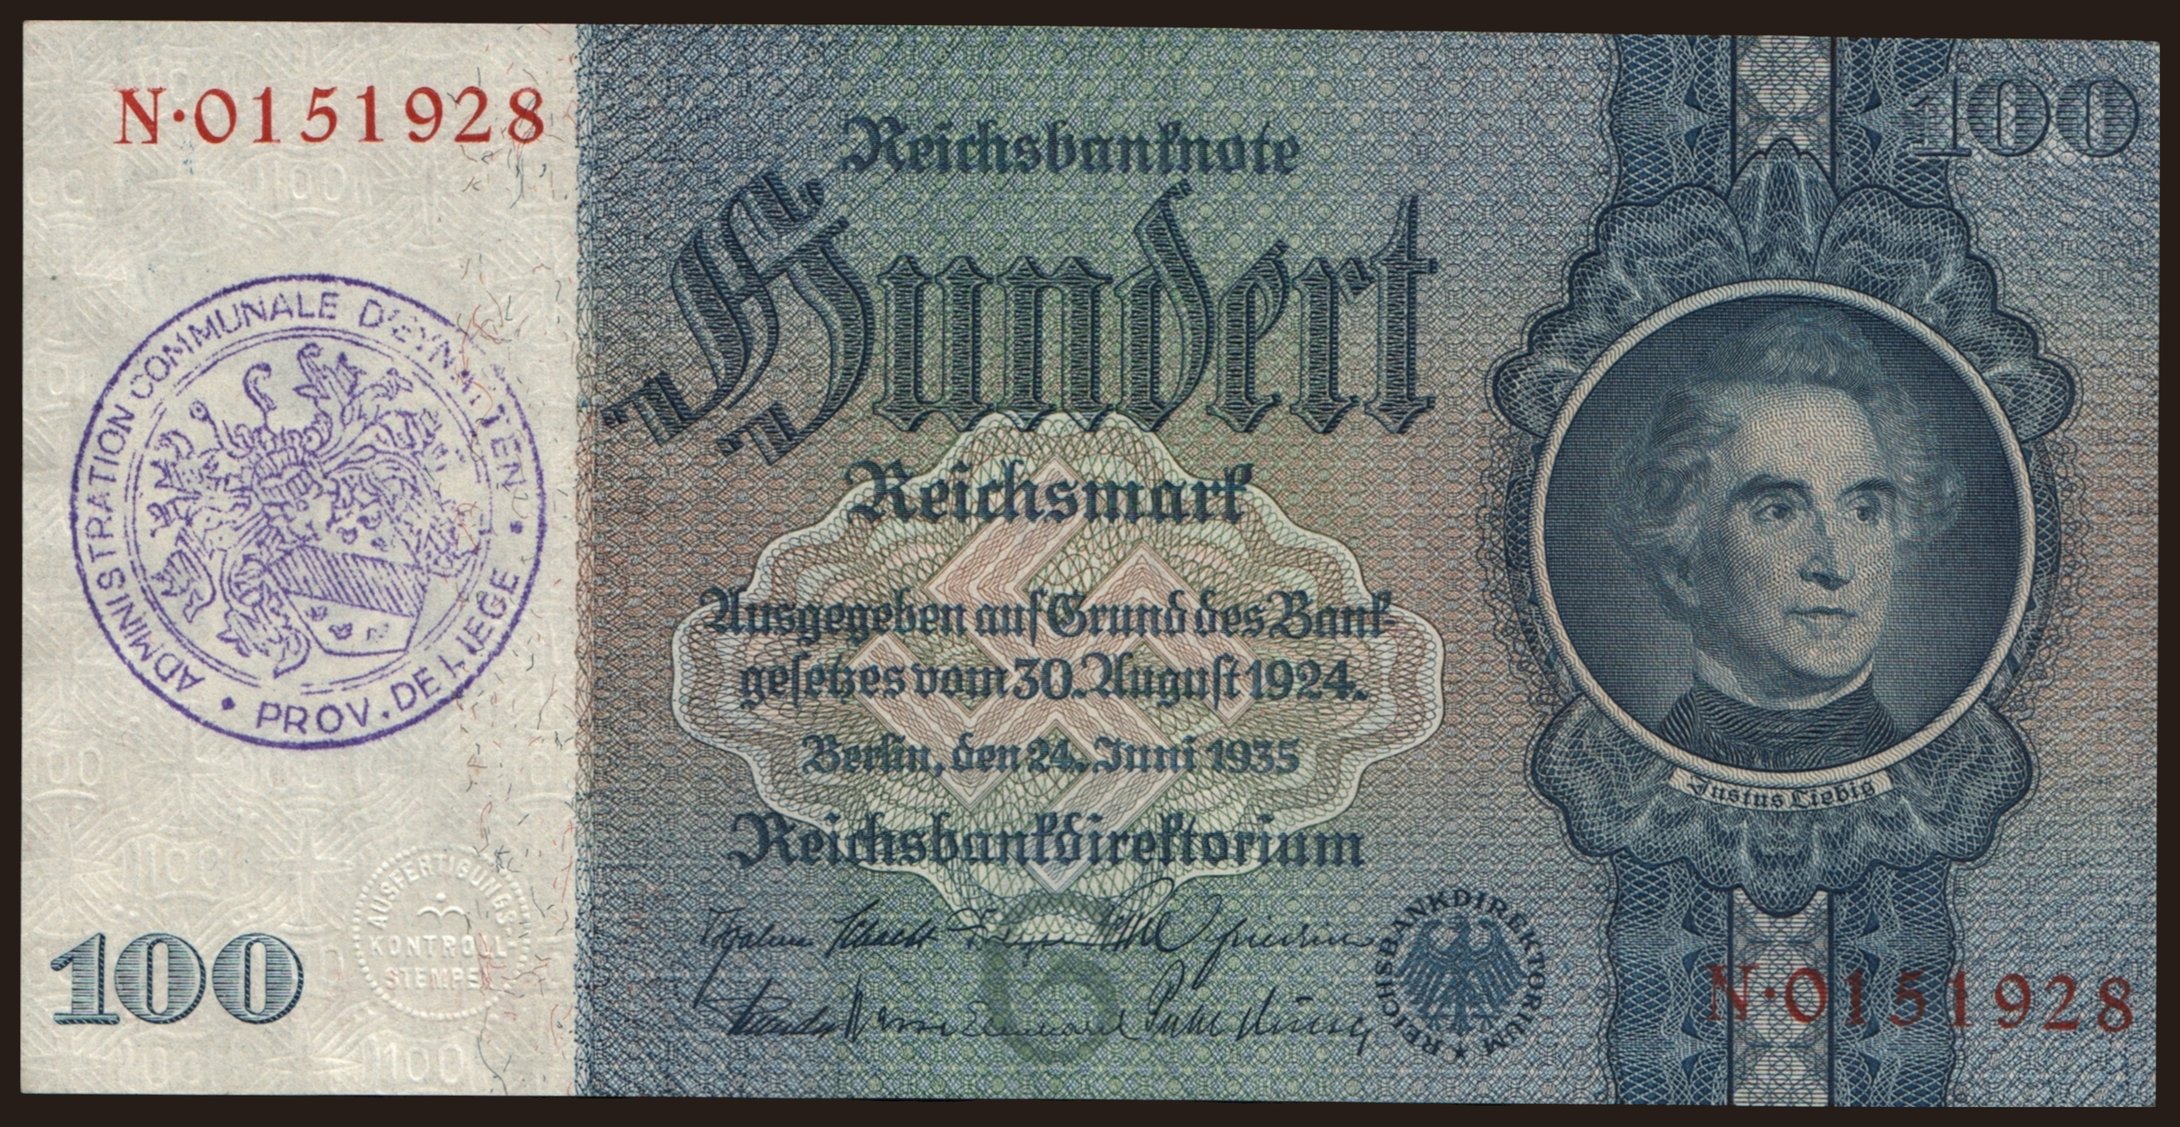 N·0151928
100
Reichsbanknote
Hundert
Reichsmark
Ausgegeben auf Grund des Bank-
gesetzes vom 30. August 1924.
Berlin, den 24. Juni 1935
Reichsbankdirektorium
ADMINISTRATION COMMUNALE D'EYNATTEN
• PROV. DE LIEGE •
Justus Liebig
100
AUSFERTIGUNGS-
KONTROLL
STEMPEL
REICHSBANKDIREKTORIUM
N·0151928